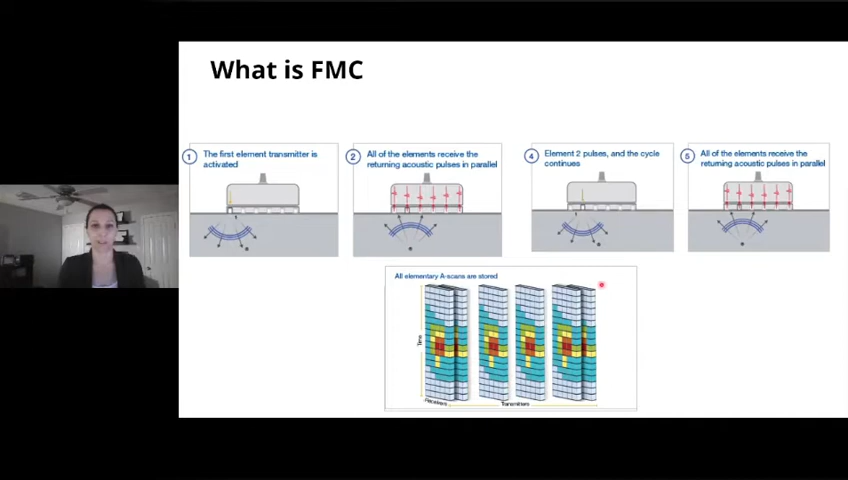 What is FMC
1 The first element transmitter is
activated
2 All of the elements receive the
returning acoustic pulses in parallel
4 Element 2 pulses, and the cycle
continues
5 All of the elements receive the
returning acoustic pulses in parallel
All elementary A-scans are stored
Time
Receivers
Transmitters